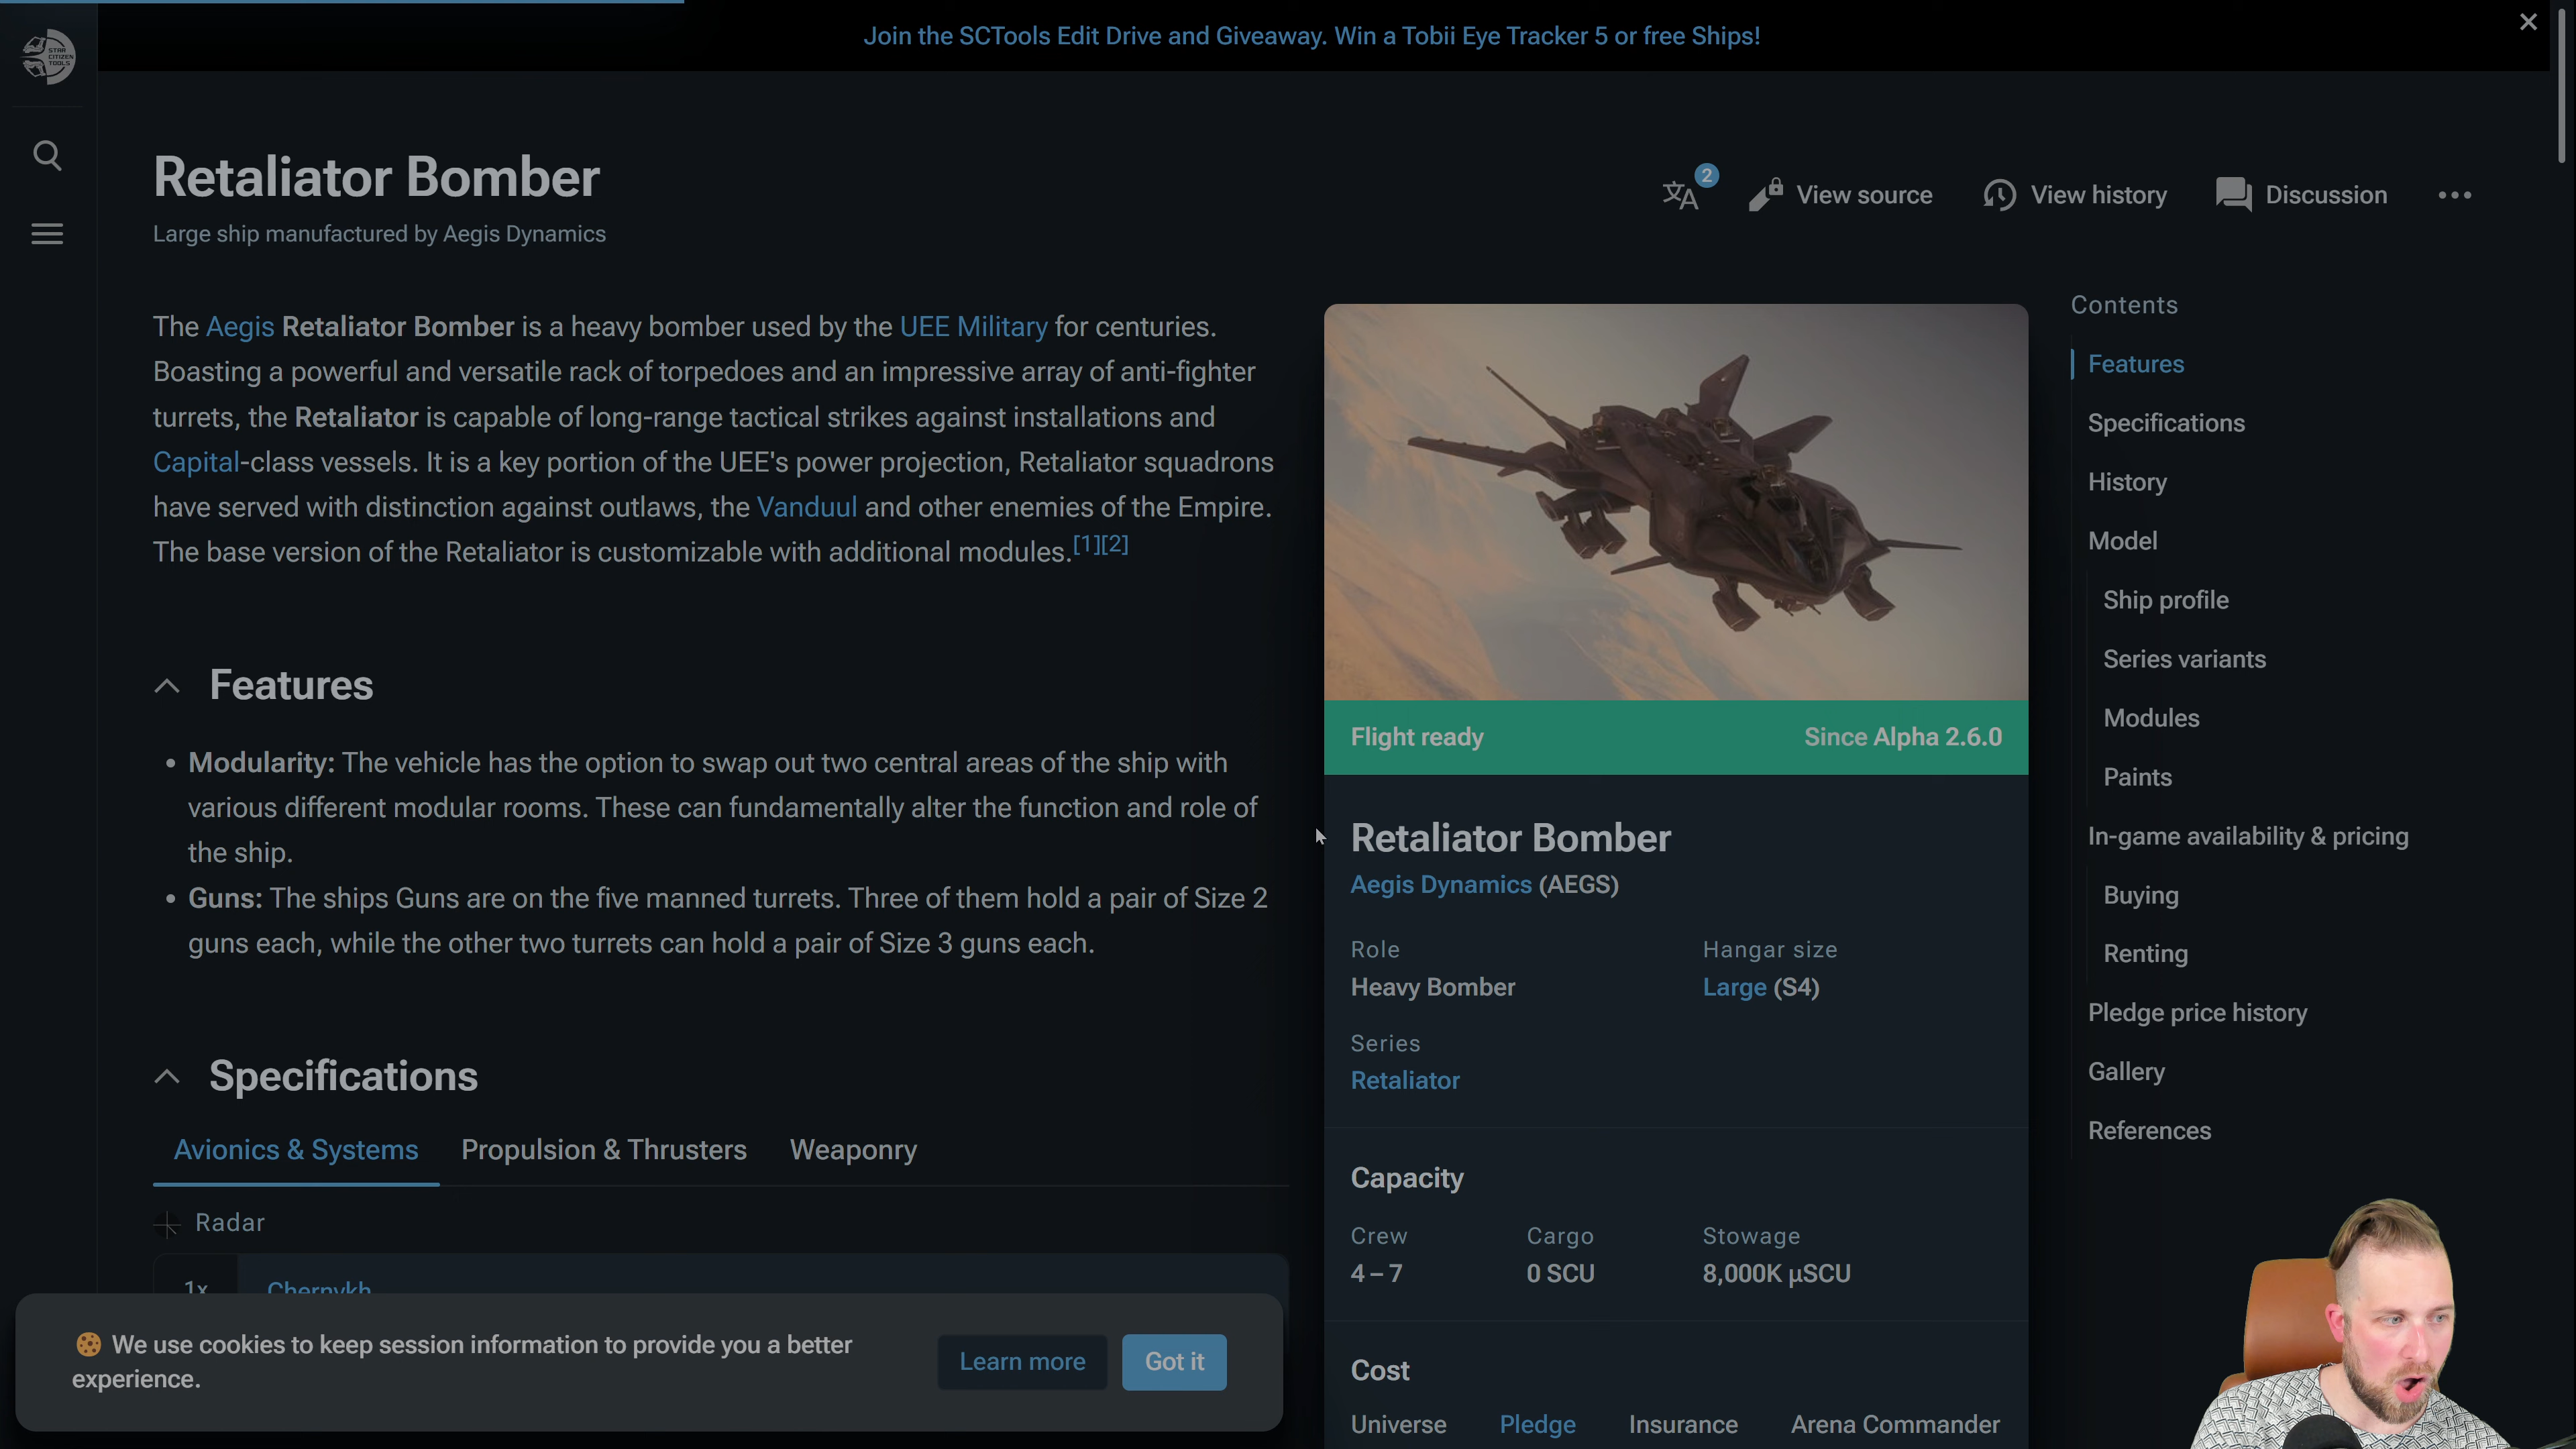 Join the SCTools Edit Drive and Giveaway. Win a Tobii Eye Tracker 5 or free Ships!
STAR
CITIZEN
TOOLS
Retaliator Bomber
Large ship manufactured by Aegis Dynamics
文A
2
View source
View history
Discussion
The Aegis Retaliator Bomber is a heavy bomber used by the UEE Military for centuries.
Boasting a powerful and versatile rack of torpedoes and an impressive array of anti-fighter
turrets, the Retaliator is capable of long-range tactical strikes against installations and
Capital-class vessels. It is a key portion of the UEE's power projection, Retaliator squadrons
have served with distinction against outlaws, the Vanduul and other enemies of the Empire.
The base version of the Retaliator is customizable with additional modules.[1][2]
Features
• Modularity: The vehicle has the option to swap out two central areas of the ship with
various different modular rooms. These can fundamentally alter the function and role of
the ship.
• Guns: The ships Guns are on the five manned turrets. Three of them hold a pair of Size 2
guns each, while the other two turrets can hold a pair of Size 3 guns each.
Specifications
Avionics & Systems Propulsion & Thrusters Weaponry
Radar
1x Chernykh
🍪 We use cookies to keep session information to provide you a better
experience.
Learn more
Got it
Flight ready Since Alpha 2.6.0
Retaliator Bomber
Aegis Dynamics (AEGS)
Role Hangar size
Heavy Bomber Large (S4)
Series
Retaliator
Capacity
Crew Cargo Stowage
4 – 7 0 SCU 8,000K µSCU
Cost
Universe Pledge Insurance Arena Commander
Contents
Features
Specifications
History
Model
Ship profile
Series variants
Modules
Paints
In-game availability & pricing
Buying
Renting
Pledge price history
Gallery
References